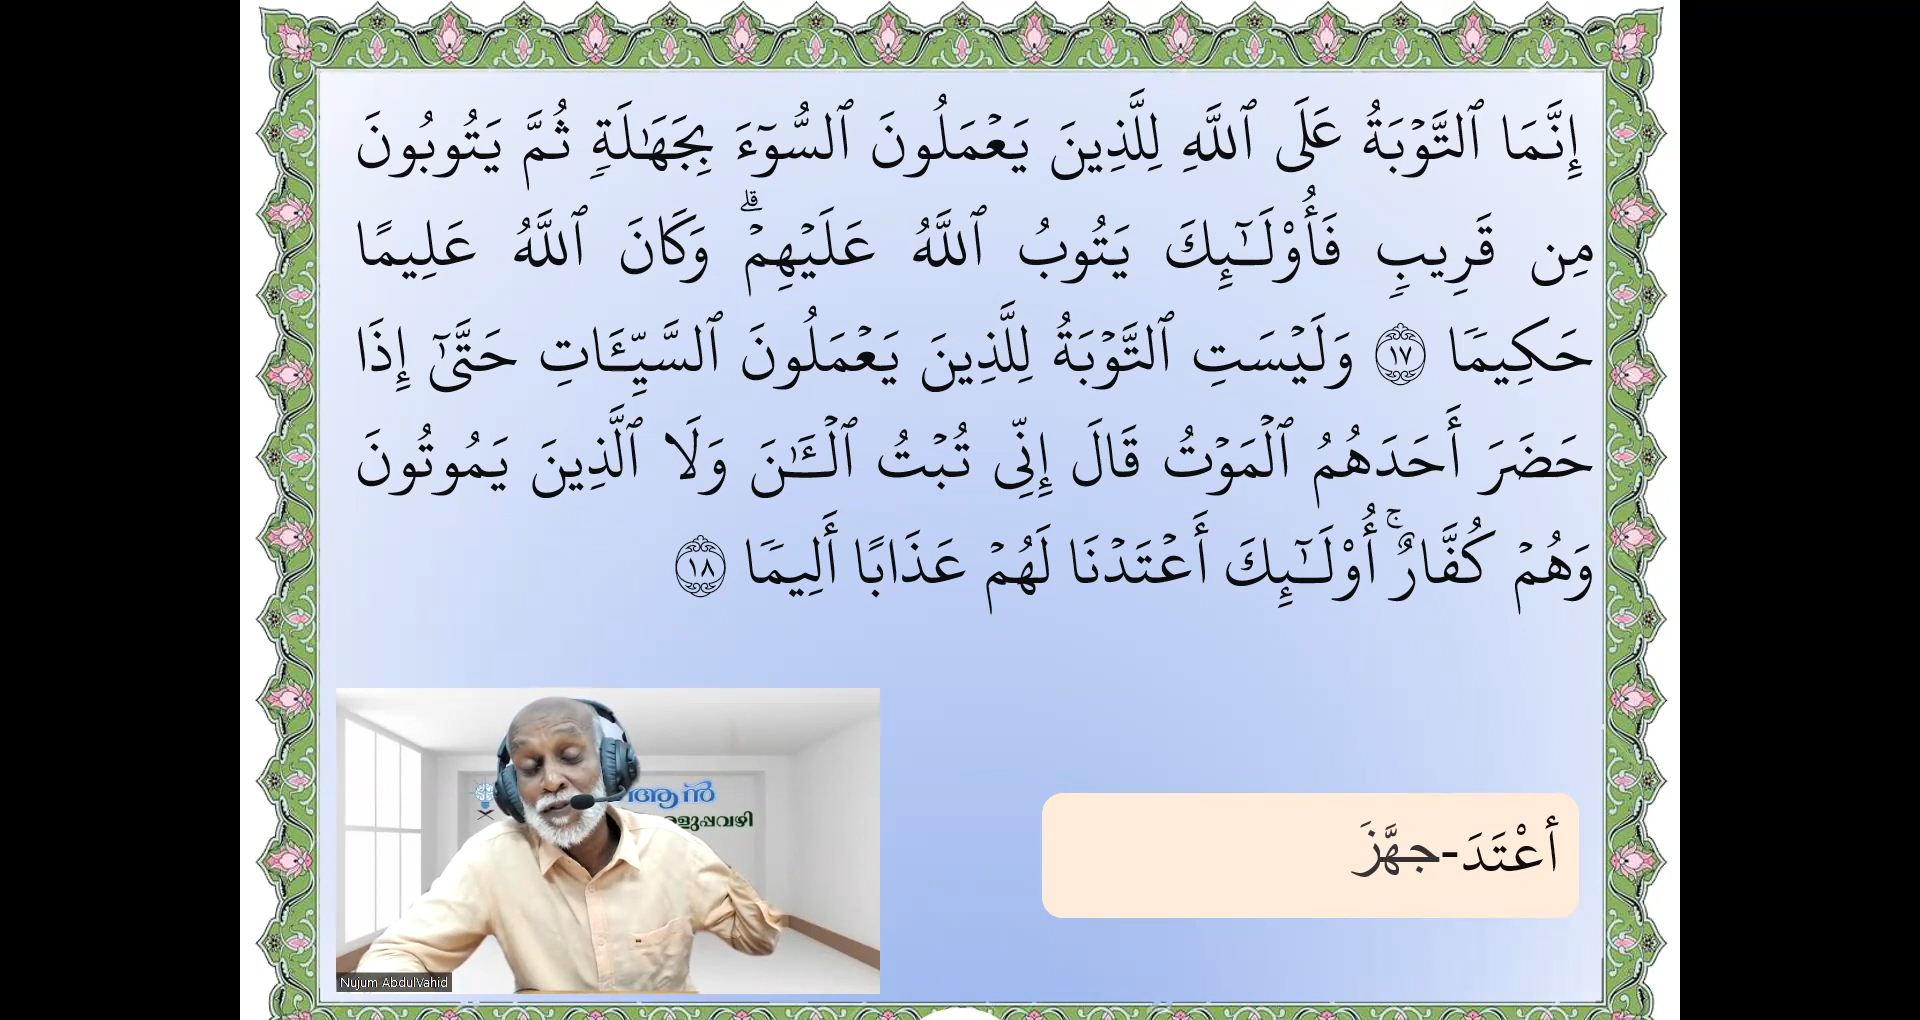 إِنَّمَا ٱلتَّوْبَةُ عَلَى ٱللَّهِ لِلَّذِينَ يَعْمَلُونَ ٱلسُّوٓءَ بِجَهَٰلَةٍ ثُمَّ يَتُوبُونَ
مِن قَرِيبٍ فَأُو۟لَٰٓئِكَ يَتُوبُ ٱللَّهُ عَلَيْهِمْ ۗ وَكَانَ ٱللَّهُ عَلِيمًا
حَكِيمًا ١٧ وَلَيْسَتِ ٱلتَّوْبَةُ لِلَّذِينَ يَعْمَلُونَ ٱلسَّيِّـَٔاتِ حَتَّىٰٓ إِذَا
حَضَرَ أَحَدَهُمُ ٱلْمَوْتُ قَالَ إِنِّى تُبْتُ ٱلْـَٰٔنَ وَلَا ٱلَّذِينَ يَمُوتُونَ
وَهُمْ كُفَّارٌ ۚ أُو۟لَٰٓئِكَ أَعْتَدْنَا لَهُمْ عَذَابًا أَلِيمًا ١٨
أَعْتَدَ-جهَّزَ
Nujum AbdulVahid